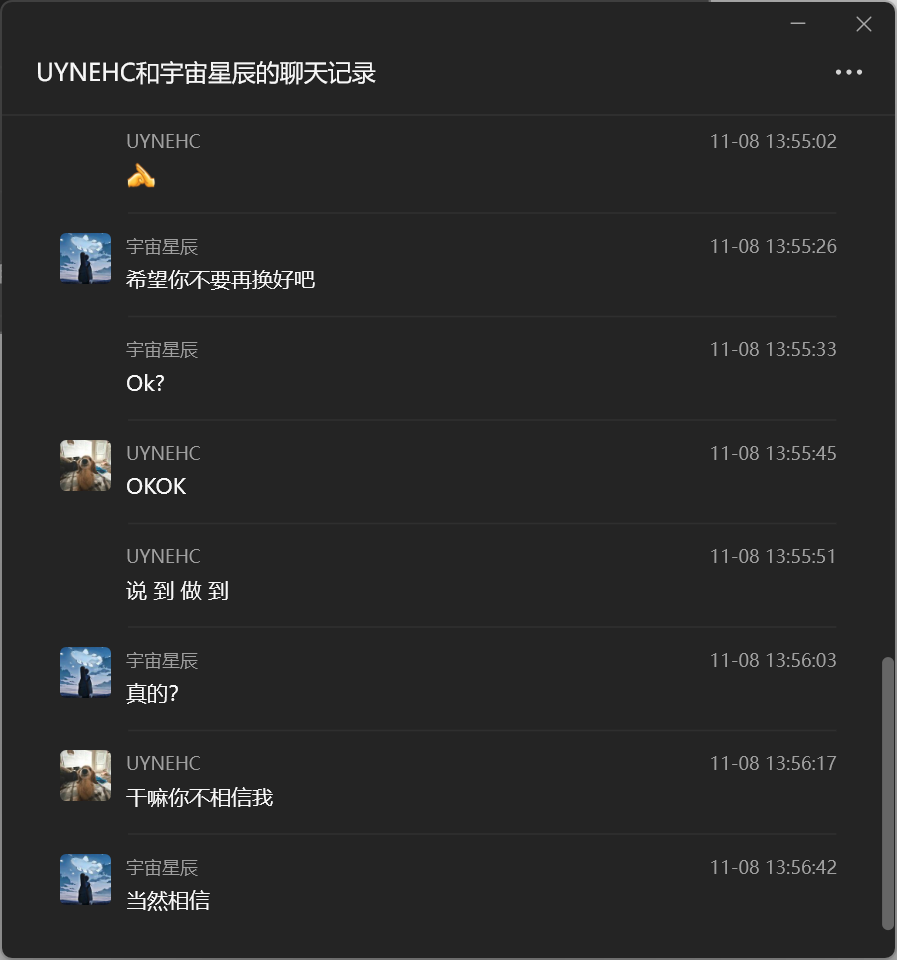 UYNEHC和宇宙星辰的聊天记录
UYNEHC 11-08 13:55:02
宇宙星辰 11-08 13:55:26
希望你不要再换好吧
宇宙星辰 11-08 13:55:33
Ok?
UYNEHC 11-08 13:55:45
OKOK
UYNEHC 11-08 13:55:51
说 到 做 到
宇宙星辰 11-08 13:56:03
真的?
UYNEHC 11-08 13:56:17
干嘛你不相信我
宇宙星辰 11-08 13:56:42
当然相信